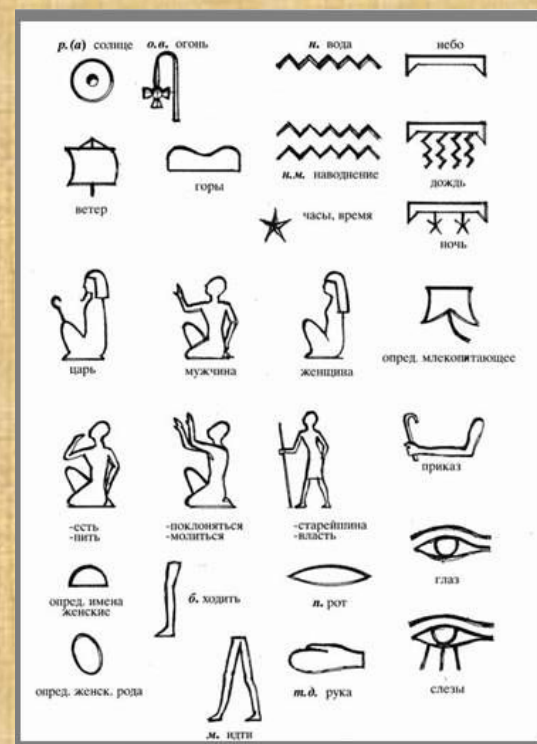 р.(а) солнце
о.в. огонь
н. вода
небо
ветер
горы
н.м. наводнение
дождь
часы, время
ночь
царь
мужчина
женщина
опред. млекопитающее
-есть
-пить
-поклоняться
-молиться
-старейшина
-власть
приказ
глаз
опред. имена
женские
б. ходить
п. рот
опред. женск. рода
м. идти
т.д. рука
слезы